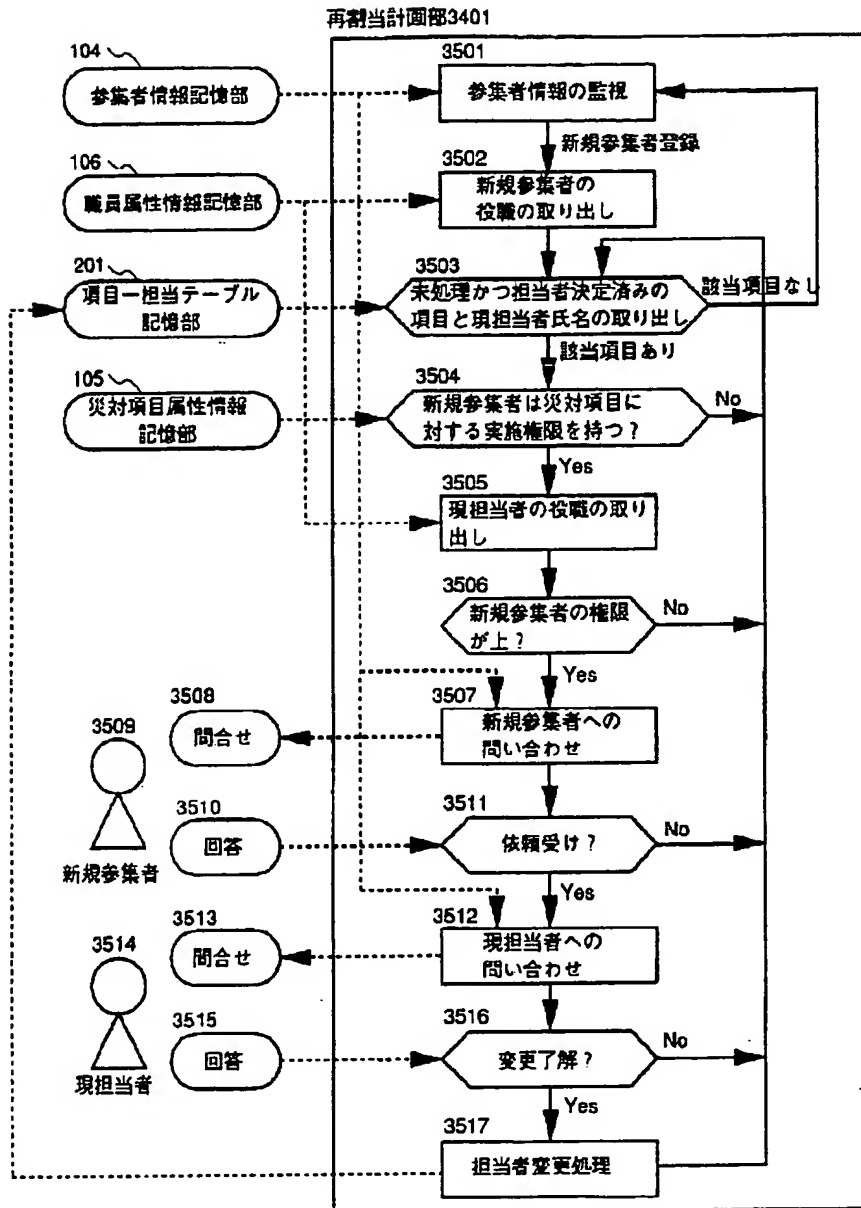 再割当計画部3401
104
参集者情報記憶部
3501
参集者情報の監視
新規参集者登録
106
職員属性情報記憶部
3502
新規参集者の
役職の取り出し
201
項目ー担当テーブル
記憶部
3503
未処理かつ担当者決定済みの
項目と現担当者氏名の取り出し
該当項目なし
該当項目あり
105
災対項目属性情報
記憶部
3504
新規参集者は災対項目に
対する実施権限を持つ?
No
Yes
3505
現担当者の役職の取り
出し
3506
新規参集者の権限
が上?
No
Yes
3507
新規参集者への
問い合わせ
3508
問合せ
3509
新規参集者
3510
回答
3511
依頼受け?
No
Yes
3512
現担当者への
問い合わせ
3513
問合せ
3514
現担当者
3515
回答
3516
変更了解?
No
Yes
3517
担当者変更処理